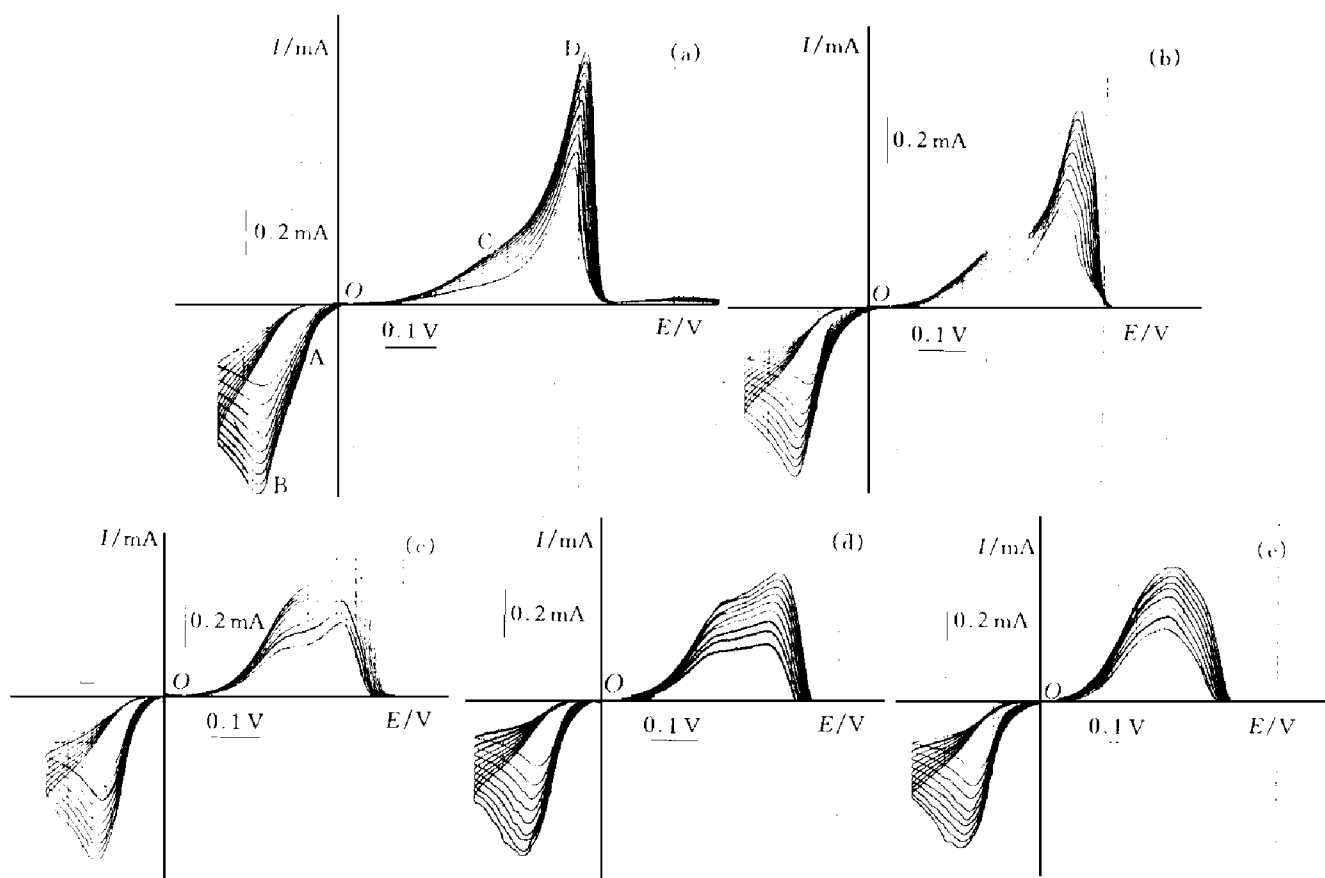 I/mA
D
(a)
0.2 mA
C
O
0.1 V
E/V
A
B
I/mA
(b)
0.2 mA
O
0.1 V
E/V
I/mA
(c)
0.2 mA
O
0.1 V
E/V
I/mA
(d)
0.2 mA
O
0.1 V
E/V
I/mA
(e)
0.2 mA
O
0.1 V
E/V